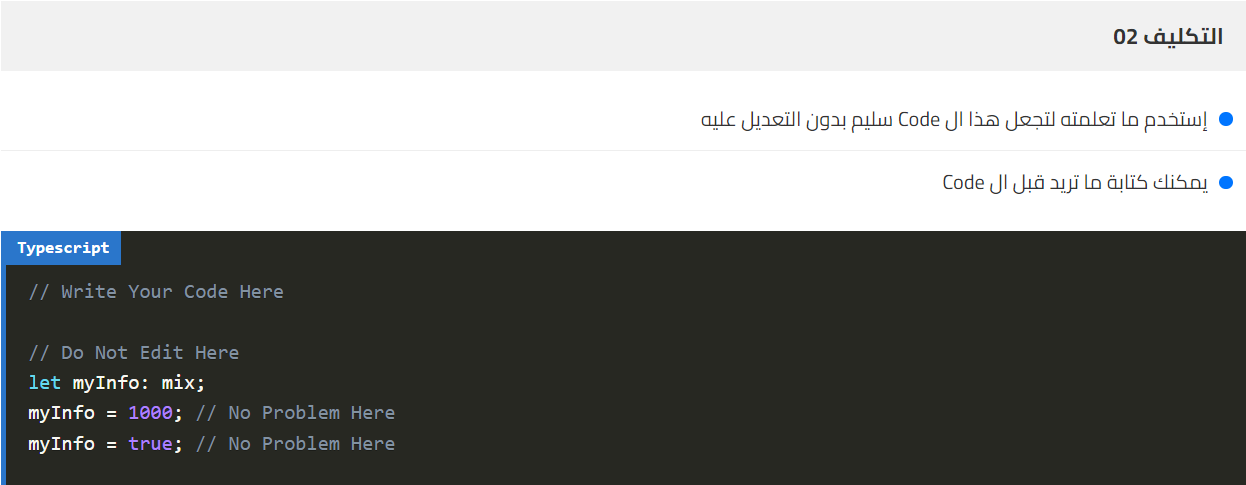 التكليف 02
إستخدم ما تعلمته لتجعل هذا ال Code سليم بدون التعديل عليه
يمكنك كتابة ما تريد قبل ال Code
Typescript
// Write Your Code Here
// Do Not Edit Here
let myInfo: mix;
myInfo = 1000; // No Problem Here
myInfo = true; // No Problem Here